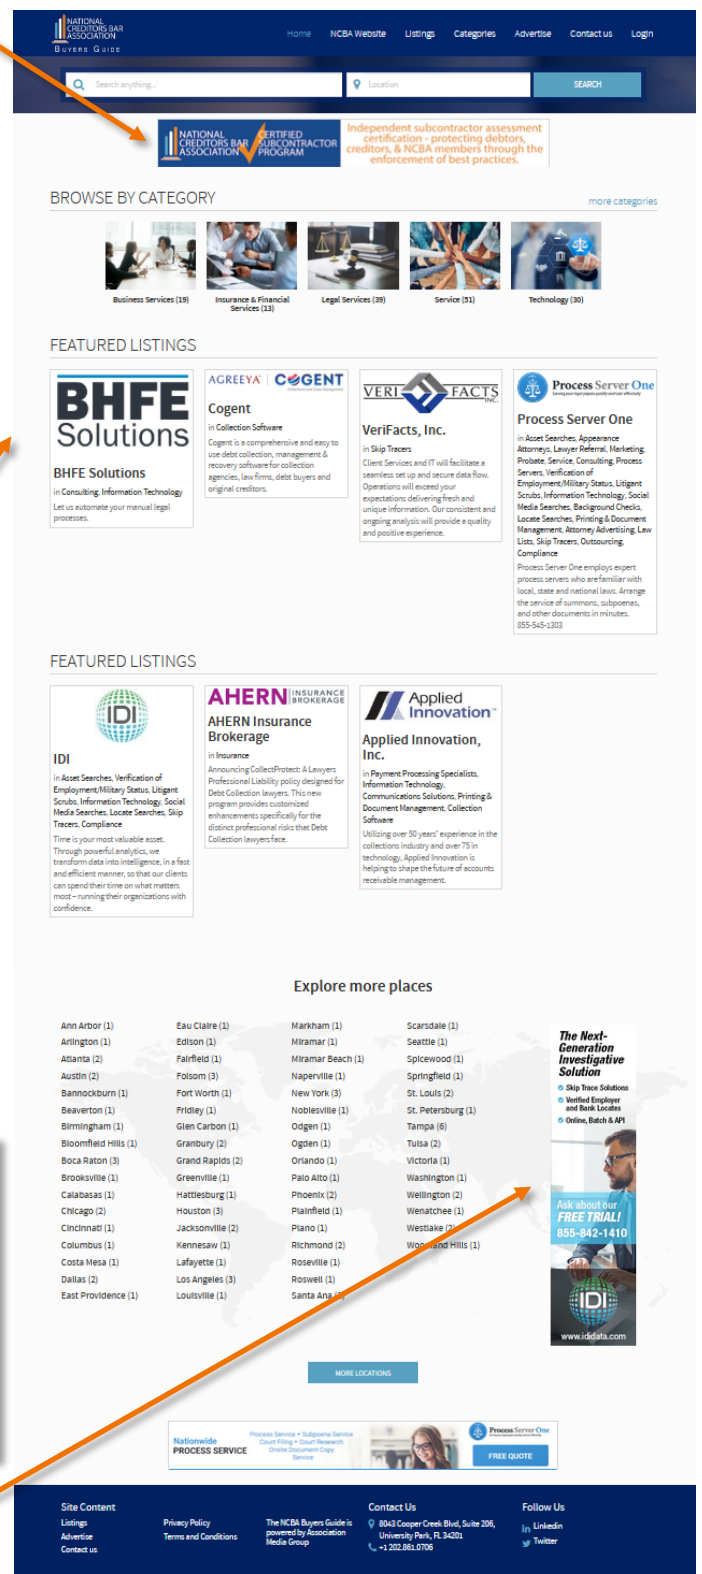 NATIONAL
CREDITORS BAR
ASSOCIATION
BUYERS GUIDE
Home NCBA Website Listings Categories Advertise Contact us Login
Search anything... Location SEARCH
NATIONAL CREDITORS BAR ASSOCIATION CERTIFIED SUBCONTRACTOR PROGRAM
Independent subcontractor assessment
certification - protecting debtors,
creditors, & NCBA members through the
enforcement of best practices.
BROWSE BY CATEGORY more categories
Business Services (19) Insurance & Financial Services (13) Legal Services (39) Service (51) Technology (30)
FEATURED LISTINGS
BHFE
Solutions
BHFE Solutions
in Consulting, Information Technology
Let us automate your manual legal
processes.
AGREEYA COGENT
Cogent
in Collection Software
Cogent is a comprehensive and easy to
use debt collection, management &
recovery software for collection
agencies, law firms, debt buyers and
original creditors.
VERI FACTS INC.
VeriFacts, Inc.
in Skip Tracers
Client Services and IT will facilitate a
seamless set up and secure data flow.
Operations will exceed your
expectations delivering fresh and
unique information. Our consistent and
ongoing analysis will provide a quality
and positive experience.
Process Server One
Process Server One
in Asset Searches, Appearance
Attorneys, Lawyer Referral, Marketing,
Probate, Service, Consulting, Process
Servers, Verification of
Employment/Military Status, Litigant
Scrubs, Information Technology, Social
Media Searches, Background Checks,
Locate Searches, Printing & Document
Management, Attorney Advertising, Law
Lists, Skip Tracers, Outsourcing,
Compliance
Process Server One employs expert
process servers who are familiar with
local, state and national laws. Arrange
the service of summons, subpoenas,
and other documents in minutes.
855-545-1303
FEATURED LISTINGS
IDI
IDI
in Asset Searches, Verification of
Employment/Military Status, Litigant
Scrubs, Information Technology, Social
Media Searches, Locate Searches, Skip
Tracers, Compliance
Time is your most valuable asset.
Through powerful analytics, we
transform data into intelligence, in a fast
and efficient manner, so that our clients
can spend their time on what matters
most – running their organizations with
confidence.
AHERN INSURANCE BROKERAGE
AHERN Insurance
Brokerage
in Insurance
Announcing CollectProtect: A Lawyers
Professional Liability policy designed for
Debt Collection lawyers. This new
program provides customized
enhancements specifically for the
distinct professional risks that Debt
Collection lawyers face.
Applied
Innovation™
Applied Innovation,
Inc.
in Payment Processing Specialists,
Information Technology,
Communications Solutions, Printing &
Document Management, Collection
Software
Utilizing over 50 years' experience in the
collections industry and over 75 in
technology, Applied Innovation is
helping to shape the future of accounts
receivable management.
Explore more places
Ann Arbor (1) Eau Claire (1) Markham (1) Scarsdale (1)
Arlington (1) Edison (1) Miramar (1) Seattle (1)
Atlanta (2) Fairfield (1) Miramar Beach (1) Spicewood (1)
Austin (2) Folsom (3) Naperville (1) Springfield (1)
Bannockburn (1) Fort Worth (1) New York (3) St. Louis (2)
Beaverton (1) Fridley (1) Noblesville (1) St. Petersburg (1)
Birmingham (1) Glen Carbon (1) Odgen (1) Tampa (6)
Bloomfield Hills (1) Granbury (2) Ogden (1) Tulsa (2)
Boca Raton (3) Grand Rapids (2) Orlando (1) Victoria (1)
Brooksville (1) Greenville (1) Palo Alto (1) Washington (1)
Calabasas (1) Hattiesburg (1) Phoenix (2) Wellington (2)
Chicago (2) Houston (3) Plainfield (1) Wenatchee (1)
Cincinnati (1) Jacksonville (2) Plano (1) Westlake (2)
Columbus (1) Kennesaw (1) Richmond (2) Woodland Hills (1)
Costa Mesa (1) Lafayette (1) Roseville (1)
Dallas (2) Los Angeles (3) Roswell (1)
East Providence (1) Louisville (1) Santa Ana
The Next-
Generation
Investigative
Solution
Skip Trace Solutions
Verified Employer
and Bank Locates
Online, Batch & API
Ask about our
FREE TRIAL!
855-842-1410
IDI
www.ididata.com
MORE LOCATIONS
Nationwide
PROCESS SERVICE
Process Service • Subpoena Service
Court Filing • Court Research
Onsite Document Copy
Service
Process Server One
FREE QUOTE
Site Content Contact Us Follow Us
Listings
Advertise
Contact us
Privacy Policy
Terms and Conditions
The NCBA Buyers Guide is
powered by Association
Media Group
8043 Cooper Creek Blvd, Suite 206,
University Park, FL 34201
+1 202.861.0706
Linkedin
Twitter